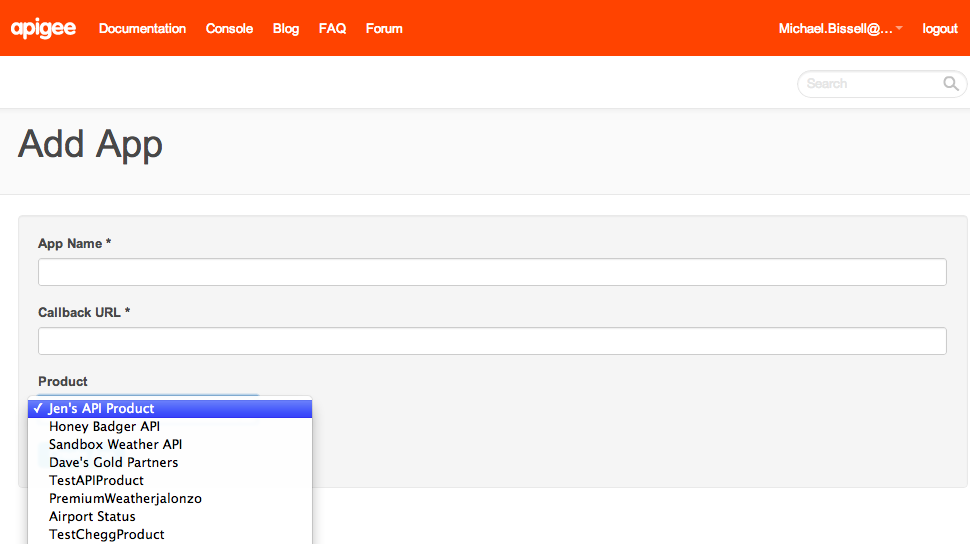 apigee Documentation Console Blog FAQ Forum Michael.Bissell@... logout
Search
Add App
App Name *
Callback URL *
Product
✓ Jen's API Product
Honey Badger API
Sandbox Weather API
Dave's Gold Partners
TestAPIProduct
PremiumWeatherjalonzo
Airport Status
TestCheggProduct